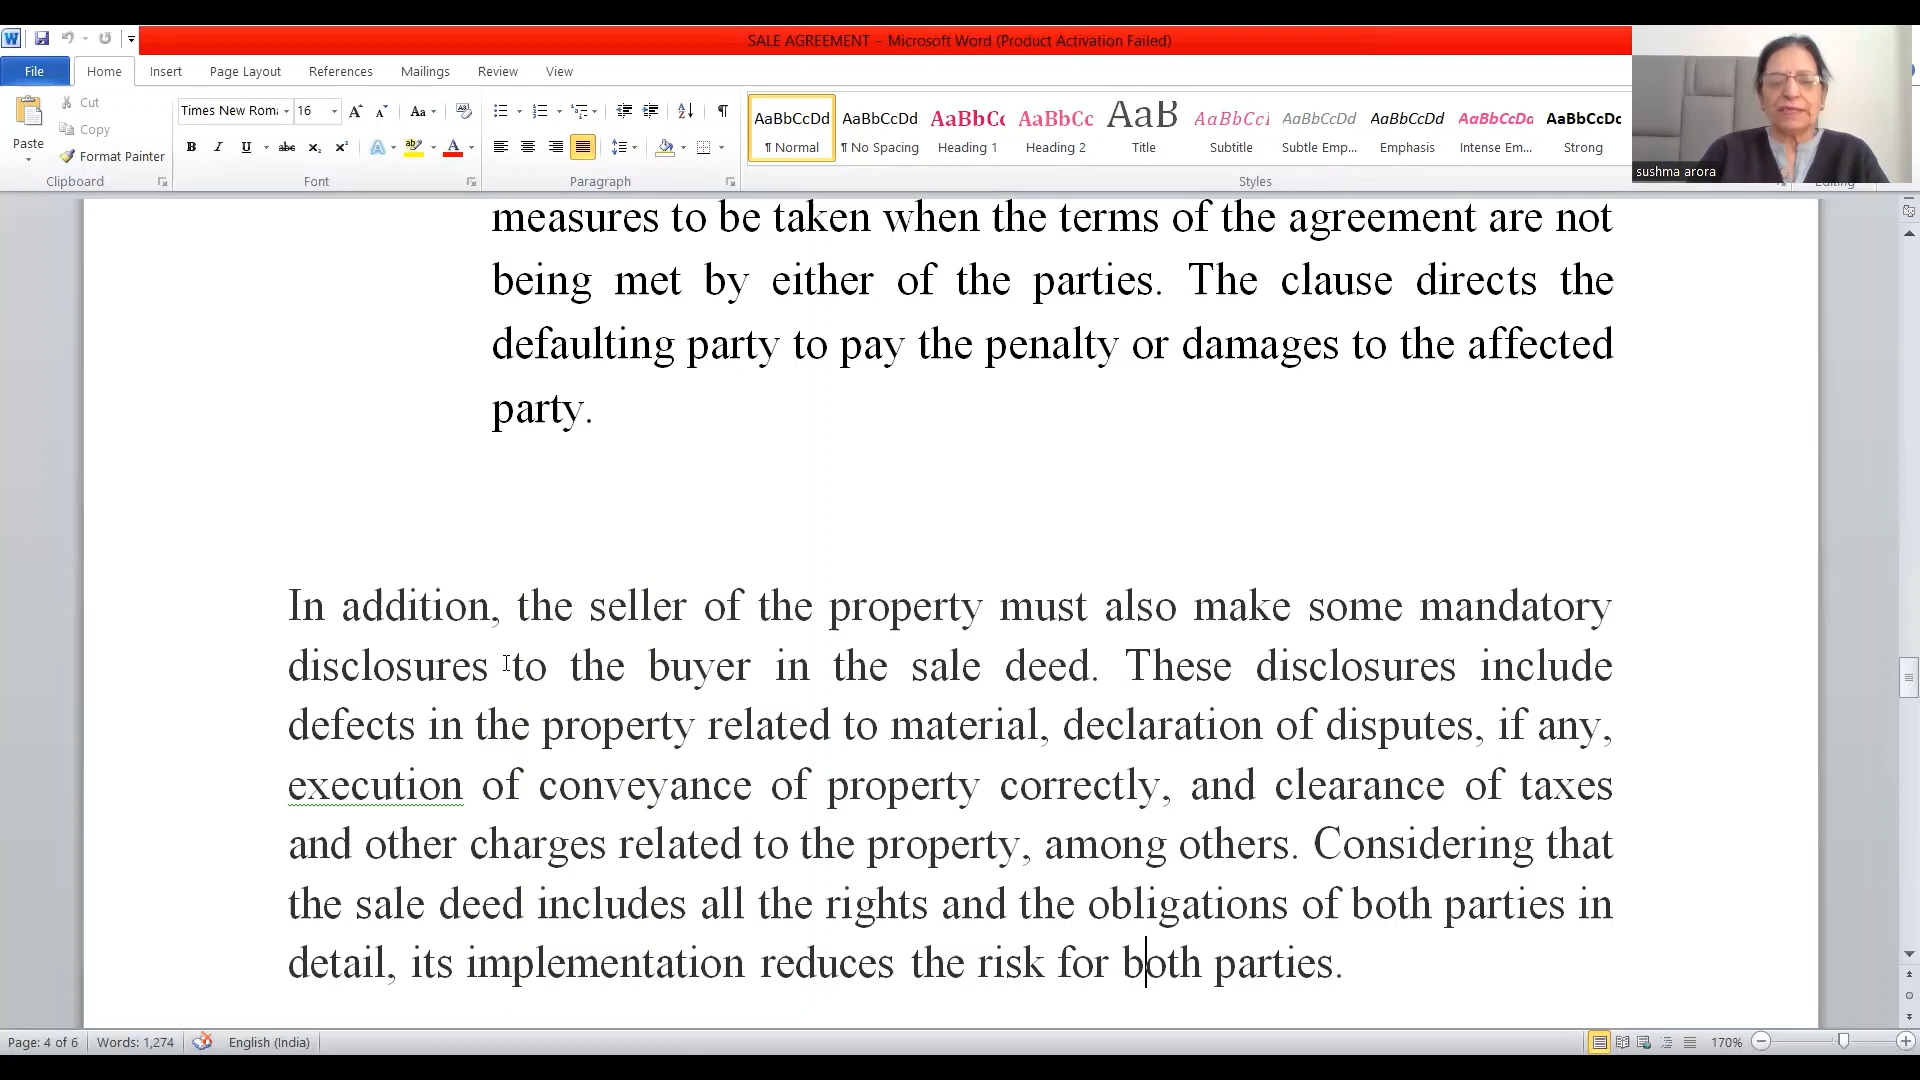 SALE AGREEMENT - Microsoft Word (Product Activation Failed)
File Home Insert Page Layout References Mailings Review View
Paste
Cut
Copy
Format Painter
Clipboard
Times New Rom 16
Font
Paragraph
AaBbCcDd AaBbCcDd AaBbCc AaBbCc AaB AaBbCcI AaBbCcDd AaBbCcDd AaBbCcDd AaBbCcDc
¶ Normal ¶ No Spacing Heading 1 Heading 2 Title Subtitle Subtle Emp... Emphasis Intense Em... Strong
Styles
Editing
sushma arora
measures to be taken when the terms of the agreement are not
being met by either of the parties. The clause directs the
defaulting party to pay the penalty or damages to the affected
party.
In addition, the seller of the property must also make some mandatory
disclosures to the buyer in the sale deed. These disclosures include
defects in the property related to material, declaration of disputes, if any,
execution of conveyance of property correctly, and clearance of taxes
and other charges related to the property, among others. Considering that
the sale deed includes all the rights and the obligations of both parties in
detail, its implementation reduces the risk for both parties.
Page: 4 of 6 Words: 1,274 English (India) 170%